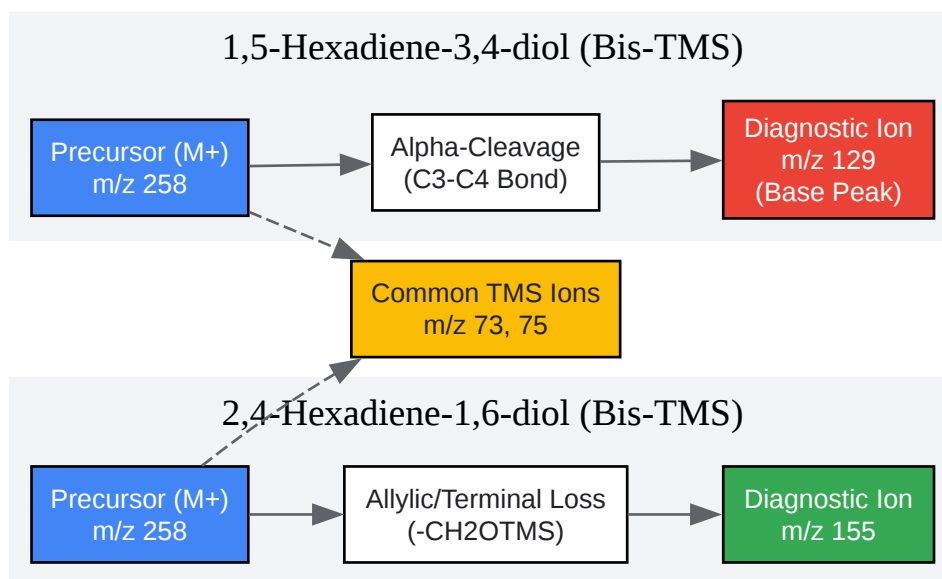 1,5-Hexadiene-3,4-diol (Bis-TMS)
Precursor (M+)
m/z 258
Alpha-Cleavage
(C3-C4 Bond)
Diagnostic Ion
m/z 129
(Base Peak)
Common TMS Ions
m/z 73, 75
2,4-Hexadiene-1,6-diol (Bis-TMS)
Precursor (M+)
m/z 258
Allylic/Terminal Loss
(-CH2OTMS)
Diagnostic Ion
m/z 155